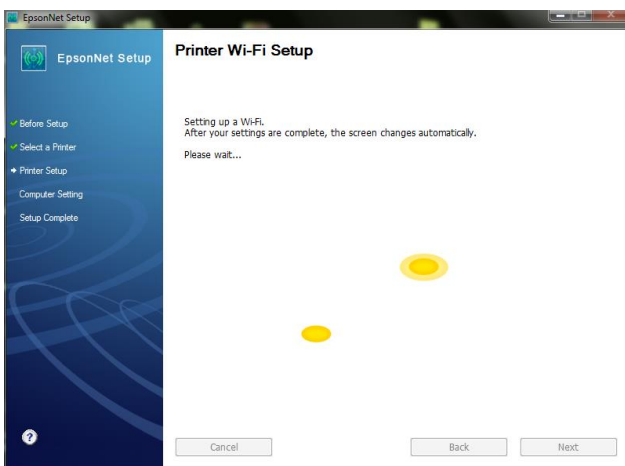 EpsonNet Setup
EpsonNet Setup
Printer Wi-Fi Setup
Before Setup
Select a Printer
Printer Setup
Computer Setting
Setup Complete
Setting up a Wi-Fi.
After your settings are complete, the screen changes automatically.
Please wait...
?
Cancel
Back
Next